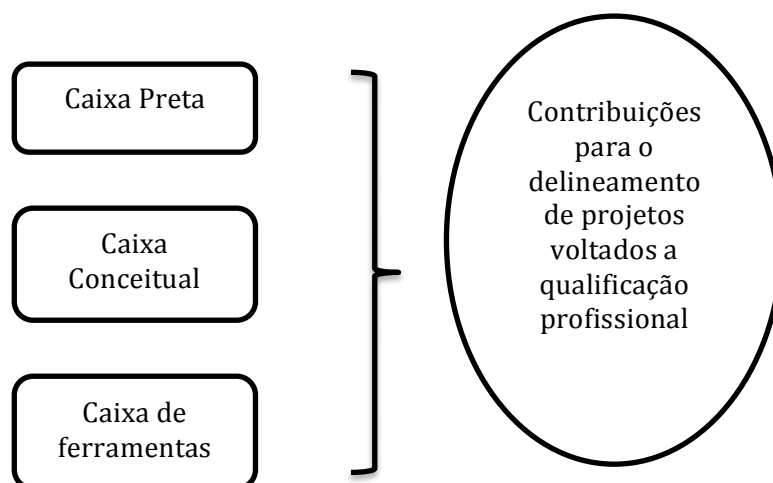 Caixa Preta
Caixa
Conceitual
Caixa de
ferramentas
Contribuições
para o
delineamento
de projetos
voltados a
qualificação
profissional